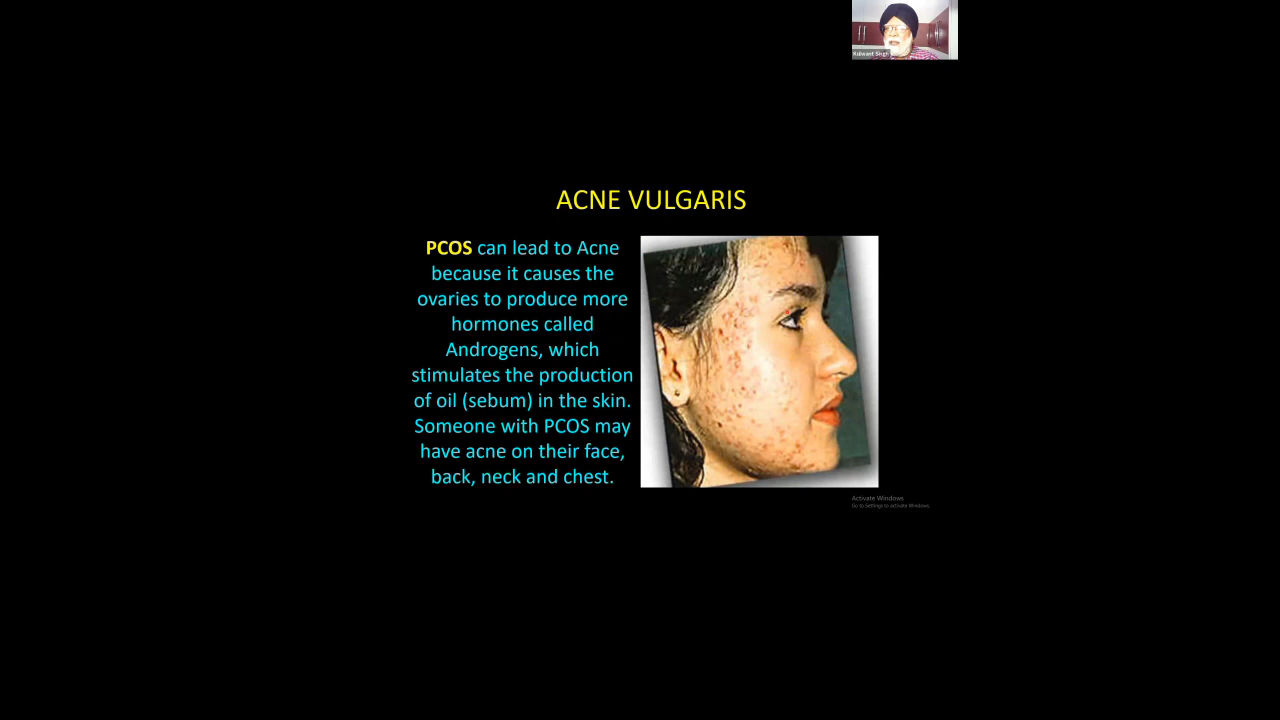 Kulwant Singh
ACNE VULGARIS
PCOS can lead to Acne
because it causes the
ovaries to produce more
hormones called
Androgens, which
stimulates the production
of oil (sebum) in the skin.
Someone with PCOS may
have acne on their face,
back, neck and chest.
Activate Windows
Go to Settings to activate Windows.